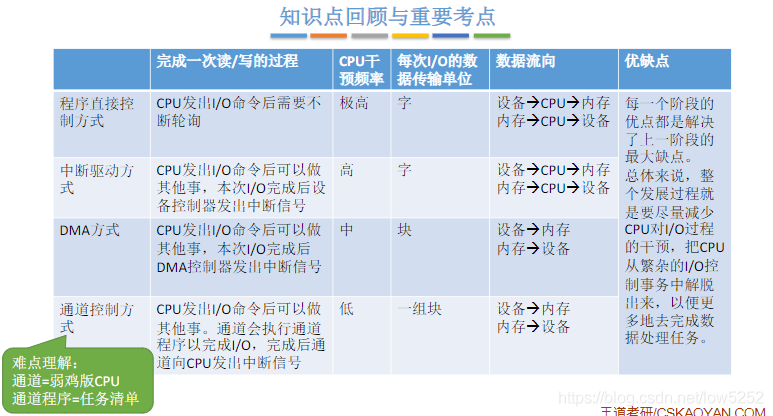 知识点回顾与重要考点
完成一次读/写的过程
CPU干
预频率
每次I/O的数
据传输单位
数据流向
优缺点
程序直接控
制方式
CPU发出I/O命令后需要不
断轮询
极高
字
设备→CPU→内存
内存→CPU→设备
每一个阶段的
优点都是解决
了上一阶段的
最大缺点。
总体来说，整
个发展过程就
是要尽量减少
CPU对I/O过程
的干预，把CPU
从繁杂的I/O控
制事务中解脱
出来，以便更
多地去完成数
据处理任务。
中断驱动方
式
CPU发出I/O命令后可以做
其他事，本次I/O完成后设
备控制器发出中断信号
高
字
设备→CPU→内存
内存→CPU→设备
DMA方式
CPU发出I/O命令后可以做
其他事，本次I/O完成后
DMA控制器发出中断信号
中
块
设备→内存
内存→设备
通道控制方
式
CPU发出I/O命令后可以做
其他事。通道会执行通道
程序以完成I/O，完成后通
道向CPU发出中断信号
低
一组块
设备→内存
内存→设备
难点理解：
通道=弱鸡版CPU
通道程序=任务清单
https://blog.csdn.net/low5252
王道考研/CSKAOYAN.COM